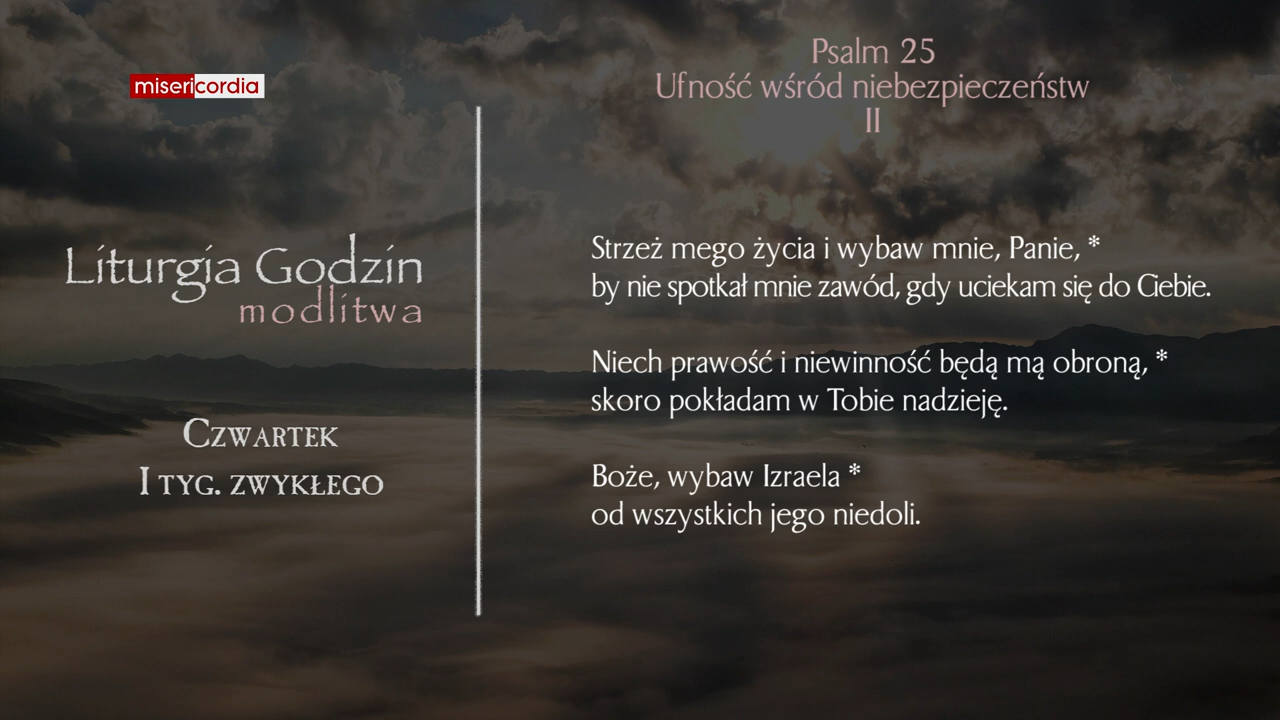 misericordia
Liturgia Godzin
modlitwa
Czwartek
I tyg. zwykłego
Psalm 25
Ufność wśród niebezpieczeństw
II
Strzeż mego życia i wybaw mnie, Panie, *
by nie spotkał mnie zawód, gdy uciekam się do Ciebie.
Niech prawość i niewinność będą mą obroną, *
skoro pokładam w Tobie nadzieję.
Boże, wybaw Izraela *
od wszystkich jego niedoli.